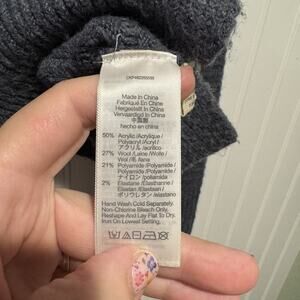 Made in China
Fabriqué En Chine
Hergestellt In China
Vervaardigd In China
中国製
hecho en china
50% Acrylic / Acrylique /
Polyacryl / Acryl /
アクリル / acrílico
27% Wool / Laine / Wolle /
Wol / 毛 / lana
21% Polyamide / Polyamide /
Polyamid / Polyamide /
ナイロン / poliamida
2% Elastane / Elasthanne /
Elastan / Elastaan /
ポリウレタン / elastano
Hand Wash Cold Separately.
Non-Chlorine Bleach Only.
Reshape And Lay Flat To Dry.
Iron On Lowest Setting.